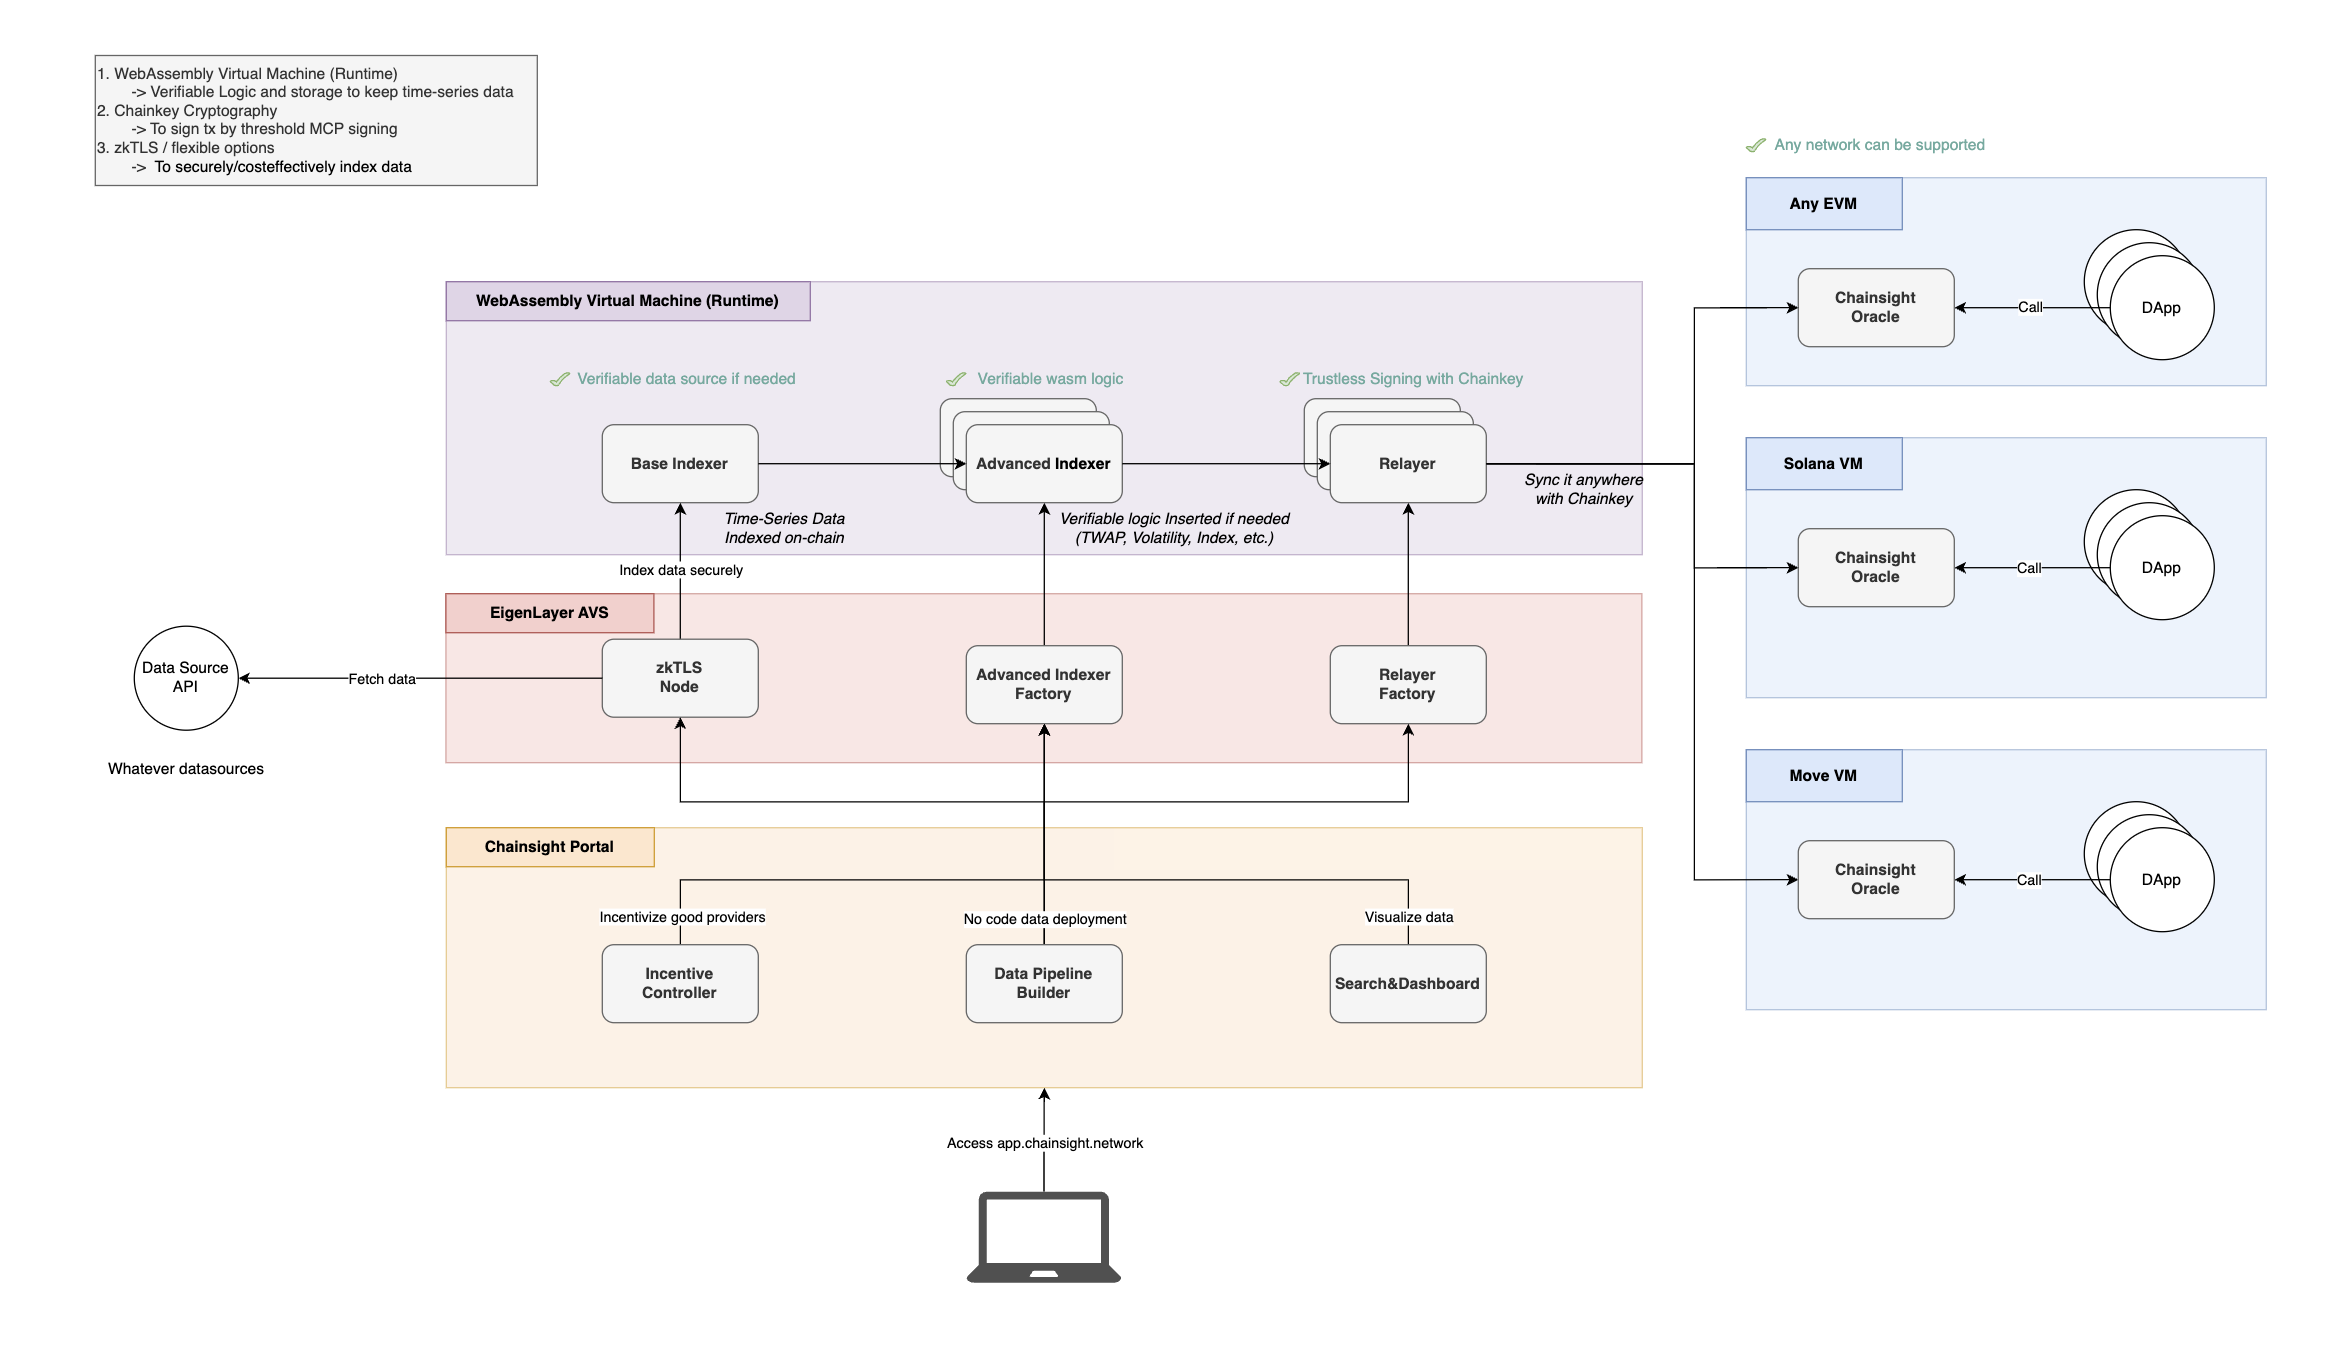 1. WebAssembly Virtual Machine (Runtime)
-> Verifiable Logic and storage to keep time-series data
2. Chainkey Cryptography
-> To sign tx by threshold MCP signing
3. zkTLS / flexible options
-> To securely/costeffectively index data
Any network can be supported
Any EVM
Chainsight
Oracle
Call
DApp
WebAssembly Virtual Machine (Runtime)
Verifiable data source if needed
Verifiable wasm logic
Trustless Signing with Chainkey
Base Indexer
Advanced Indexer
Relayer
Sync it anywhere
with Chainkey
Time-Series Data
Indexed on-chain
Verifiable logic Inserted if needed
(TWAP, Volatility, Index, etc.)
Solana VM
Chainsight
Oracle
Call
DApp
Index data securely
EigenLayer AVS
Data Source
API
Fetch data
zkTLS
Node
Advanced Indexer
Factory
Relayer
Factory
Whatever datasources
Move VM
Chainsight
Oracle
Call
DApp
Chainsight Portal
Incentivize good providers
No code data deployment
Visualize data
Incentive
Controller
Data Pipeline
Builder
Search&Dashboard
Access app.chainsight.network